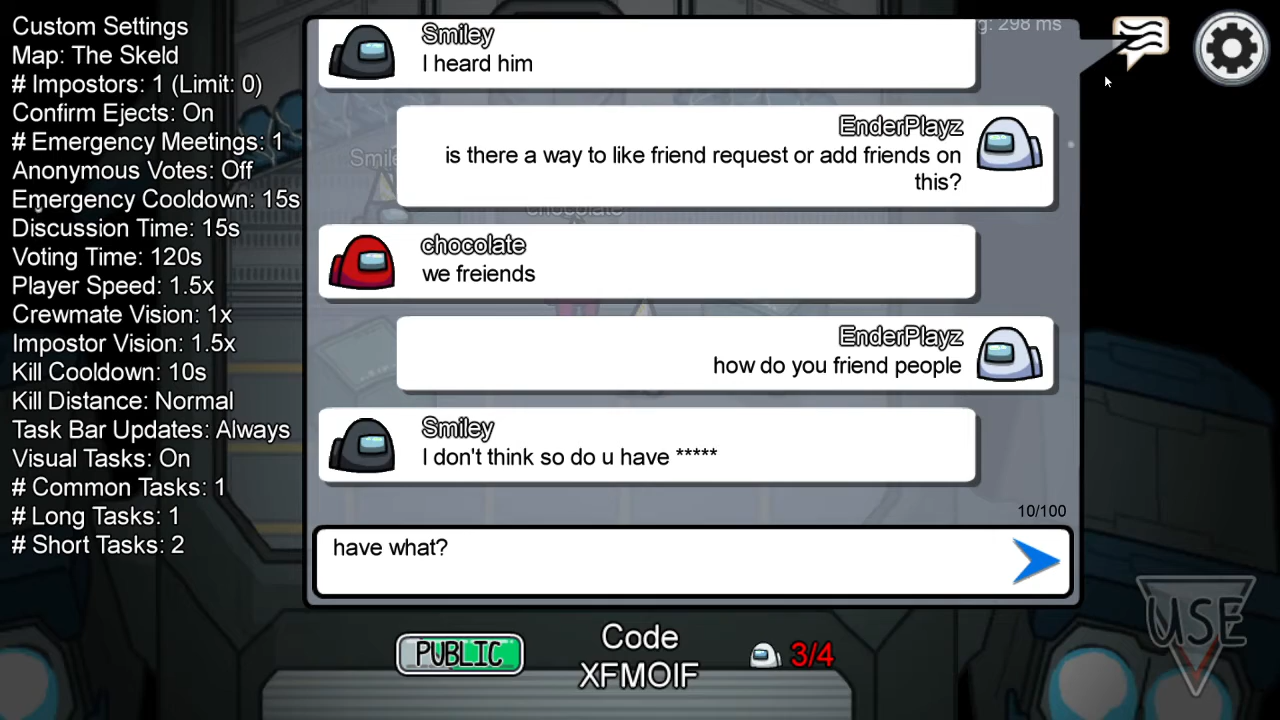 Custom Settings
Map: The Skeld
# Impostors: 1 (Limit: 0)
Confirm Ejects: On
# Emergency Meetings: 1
Anonymous Votes: Off
Emergency Cooldown: 15s
Discussion Time: 15s
Voting Time: 120s
Player Speed: 1.5x
Crewmate Vision: 1x
Impostor Vision: 1.5x
Kill Cooldown: 10s
Kill Distance: Normal
Task Bar Updates: Always
Visual Tasks: On
# Common Tasks: 1
# Long Tasks: 1
# Short Tasks: 2
g: 298 ms
Smiley
I heard him
EnderPlayz
is there a way to like friend request or add friends on
this?
Smile
chocolate
chocolate
we freiends
EnderPlayz
how do you friend people
Smiley
I don't think so do u have *****
10/100
have what?
PUBLIC
Code
XFMOIF
3/4
USE